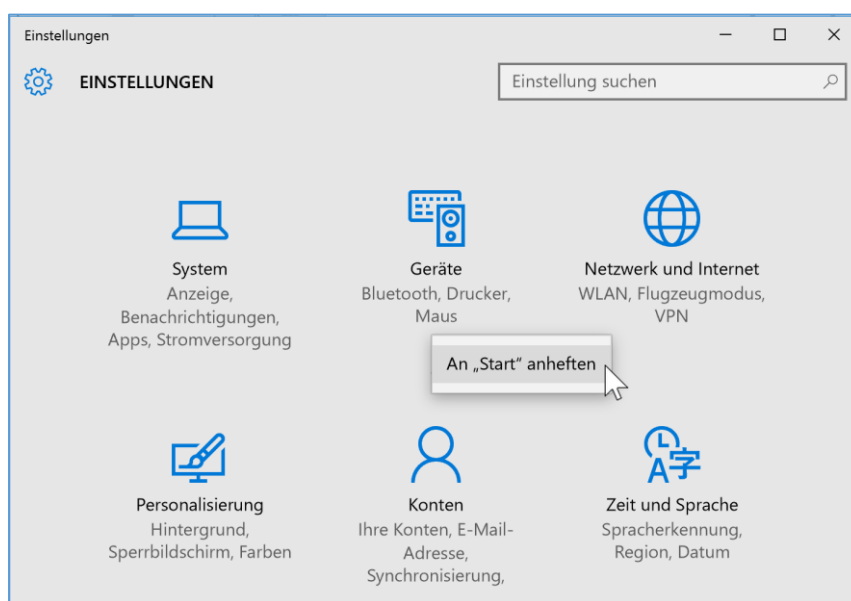 Einstellungen
EINSTELLUNGEN
Einstellung suchen
System
Anzeige,
Benachrichtigungen,
Apps, Stromversorgung
Geräte
Bluetooth, Drucker,
Maus
Netzwerk und Internet
WLAN, Flugzeugmodus,
VPN
An „Start“ anheften
Personalisierung
Hintergrund,
Sperrbildschirm, Farben
Konten
Ihre Konten, E-Mail-
Adresse,
Synchronisierung,
Zeit und Sprache
Spracherkennung,
Region, Datum